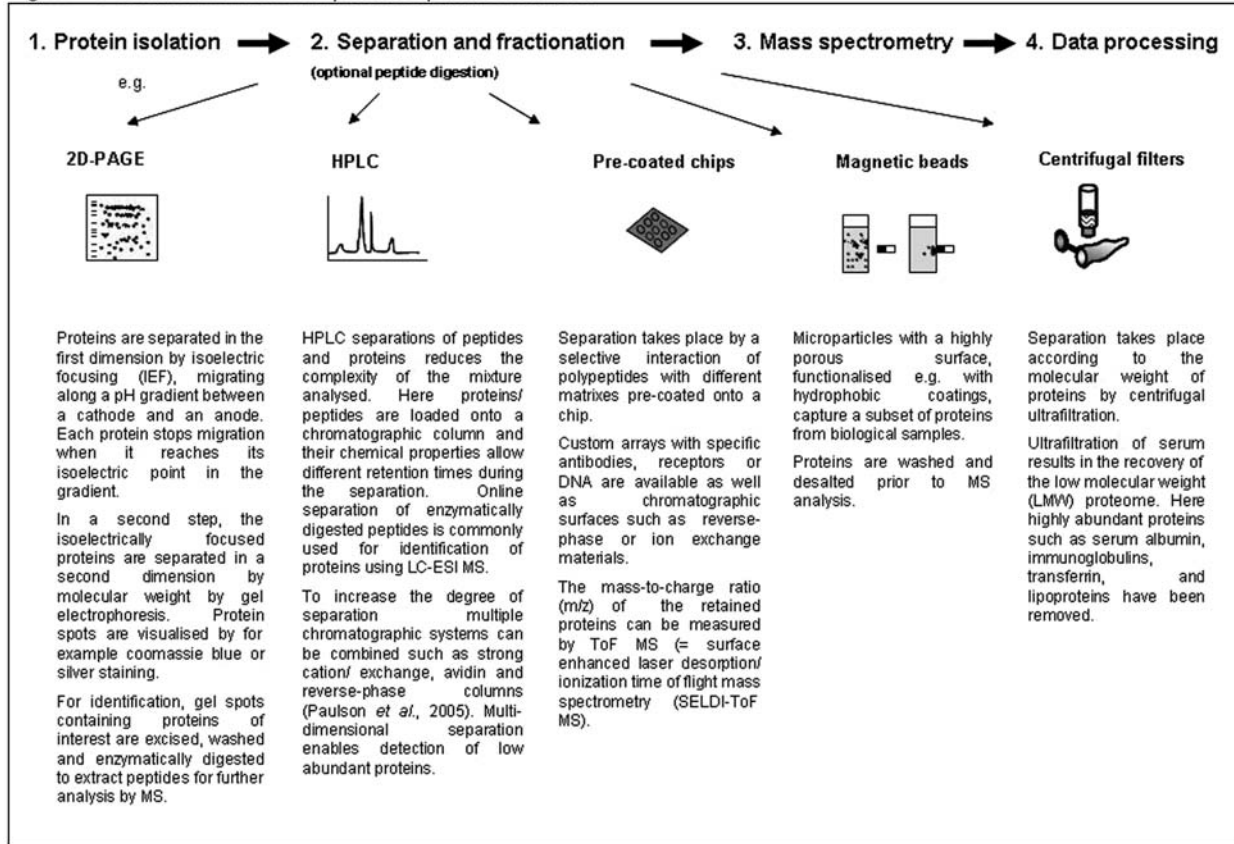 1. Protein isolation
2. Separation and fractionation
3. Mass spectrometry
4. Data processing
e.g.
(optional peptide digestion)
2D-PAGE
HPLC
Pre-coated chips
Magnetic beads
Centrifugal filters
Proteins are separated in the
first dimension by isoelectric
focusing (IEF), migrating
along a pH gradient between
a cathode and an anode.
Each protein stops migration
when it reaches its
isoelectric point in the
gradient.
In a second step, the
isoelectrically focused
proteins are separated in a
second dimension by
molecular weight by gel
electrophoresis. Protein
spots are visualised by for
example coomassie blue or
silver staining.
For identification, gel spots
containing proteins of
interest are excised, washed
and enzymatically digested
to extract peptides for further
analysis by MS.
HPLC separations of peptides
and proteins reduces the
complexity of the mixture
analysed. Here proteins/
peptides are loaded onto a
chromatographic column and
their chemical properties allow
different retention times during
the separation. Online
separation of enzymatically
digested peptides is commonly
used for identification of
proteins using LC-ESI MS.
To increase the degree of
separation multiple
chromatographic systems can
be combined such as strong
cation/ exchange, avidin and
reverse-phase columns
(Paulson et al., 2005). Multi-
dimensional separation
enables detection of low
abundant proteins.
Separation takes place by a
selective interaction of
polypeptides with different
matrixes pre-coated onto a
chip.
Custom arrays with specific
antibodies, receptors or
DNA are available as well
as chromatographic
surfaces such as reverse-
phase or ion exchange
materials.
The mass-to-charge ratio
(m/z) of the retained
proteins can be measured
by ToF MS (= surface
enhanced laser desorption/
ionization time of flight mass
spectrometry (SELDI-ToF
MS).
Microparticles with a highly
porous surface,
functionalised e.g. with
hydrophobic coatings,
capture a subset of proteins
from biological samples.
Proteins are washed and
desalted prior to MS
analysis.
Separation takes place
according to the
molecular weight of
proteins by centrifugal
ultrafiltration.
Ultrafiltration of serum
results in the recovery of
the low molecular weight
(LMW) proteome. Here
highly abundant proteins
such as serum albumin,
immunoglobulins,
transferrin, and
lipoproteins have been
removed.